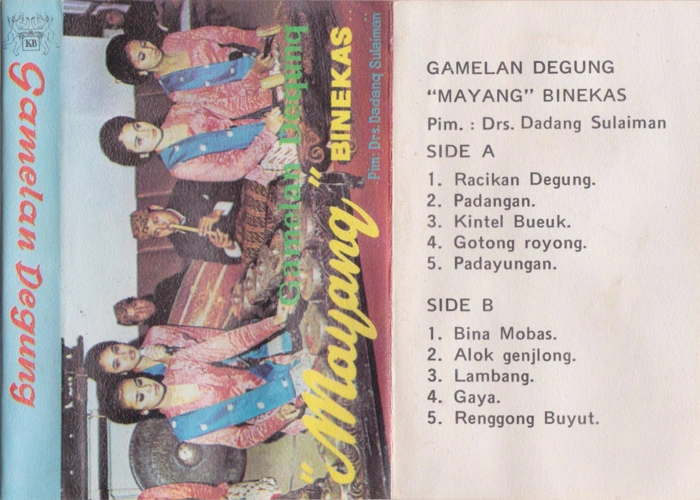 KB
Gamelan Degung
Gamelan Degung
"Mayang"
BINEKAS
Pim: Drs. Dadang Sulaiman
GAMELAN DEGUNG
“MAYANG” BINEKAS
Pim. : Drs. Dadang Sulaiman
SIDE A
1. Racikan Degung.
2. Padangan.
3. Kintel Bueuk.
4. Gotong royong.
5. Padayungan.
SIDE B
1. Bina Mobas.
2. Alok genjlong.
3. Lambang.
4. Gaya.
5. Renggong Buyut.